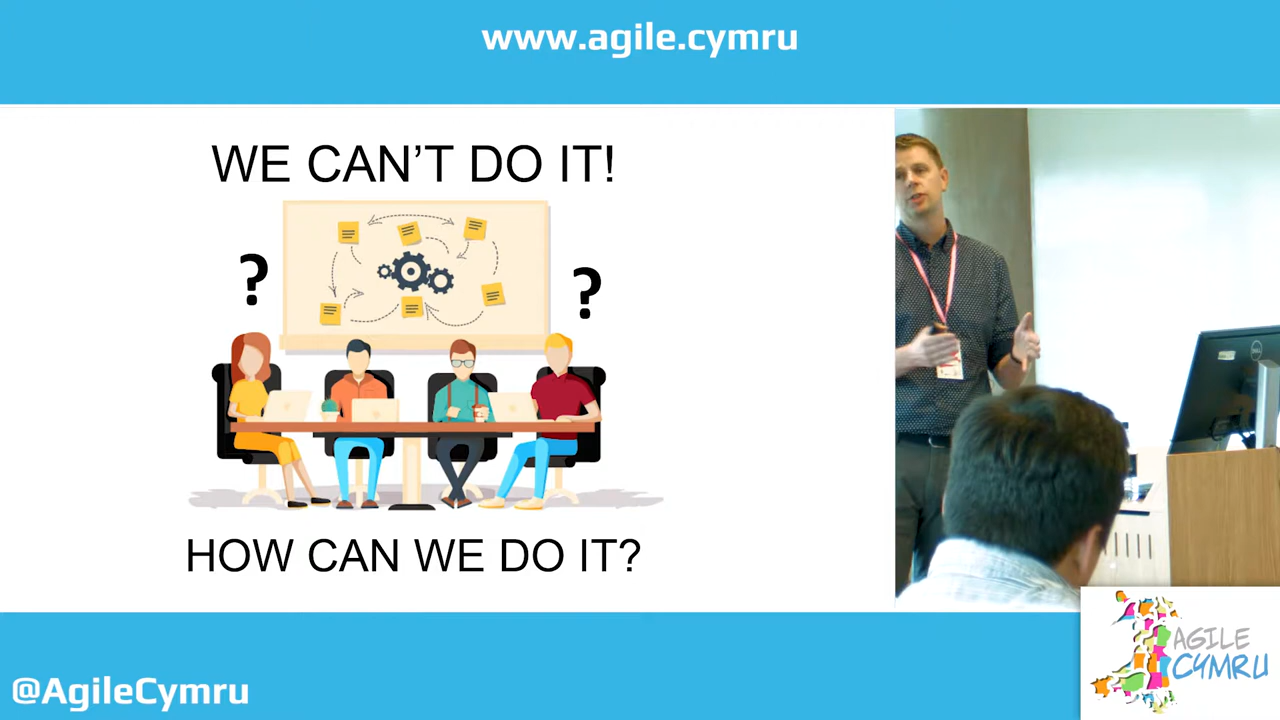 www.agile.cymru
WE CAN’T DO IT!
?
?
HOW CAN WE DO IT?
@AgileCymru
AGILE
CYMRU